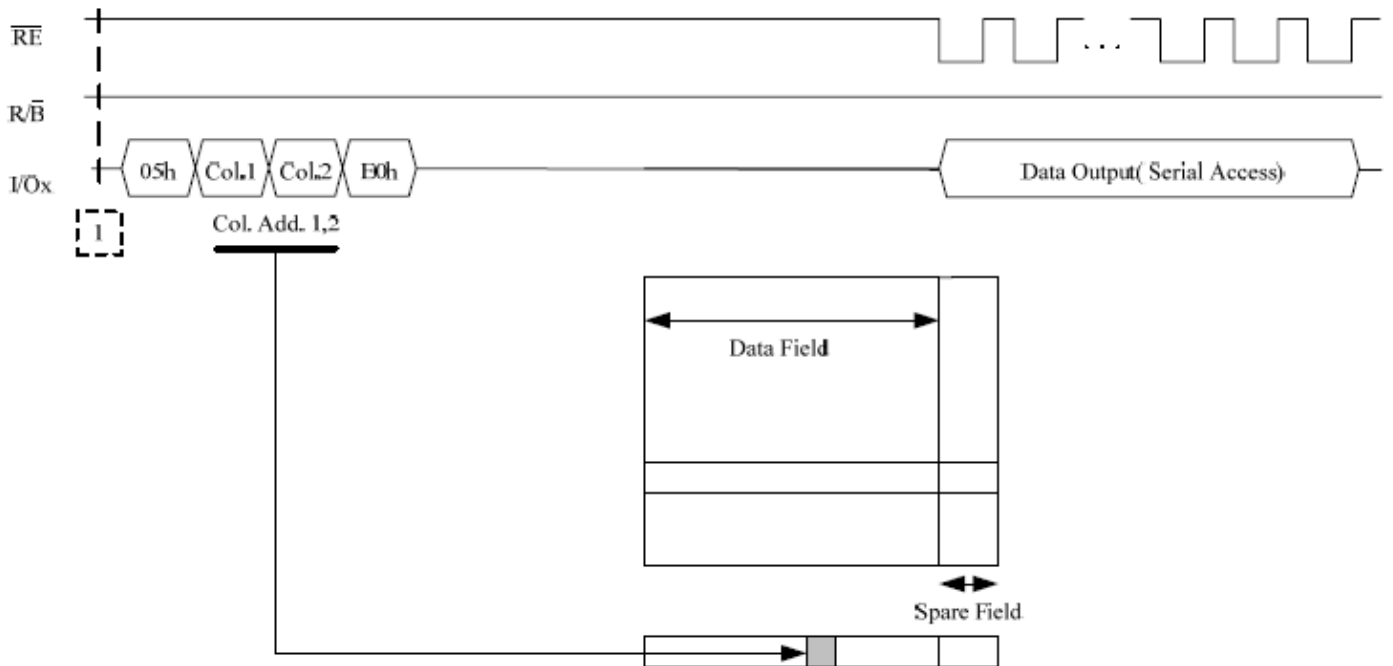 R̅E̅
R/B̅
I/Ox
05h
Col.1
Col.2
E0h
Data Output( Serial Access)
. . .
1
Col. Add. 1,2
Data Field
Spare Field